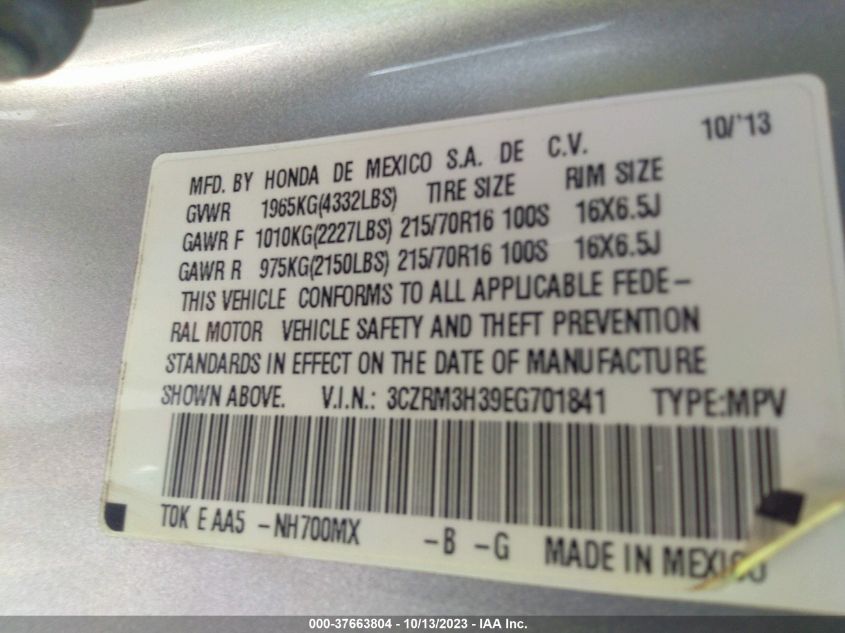 10/'13
MFD. BY HONDA DE MEXICO S.A. DE C.V.
GVWR 1965KG(4332LBS) TIRE SIZE RIM SIZE
GAWR F 1010KG(2227LBS) 215/70R16 100S 16X6.5J
GAWR R 975KG(2150LBS) 215/70R16 100S 16X6.5J
THIS VEHICLE CONFORMS TO ALL APPLICABLE FEDE-
RAL MOTOR VEHICLE SAFETY AND THEFT PREVENTION
STANDARDS IN EFFECT ON THE DATE OF MANUFACTURE
SHOWN ABOVE. V.I.N.: 3CZRM3H39EG701841 TYPE:MPV
T0K E AA5 -NH700MX -B -G MADE IN MEXICO
000-37663804 - 10/13/2023 - IAA Inc.